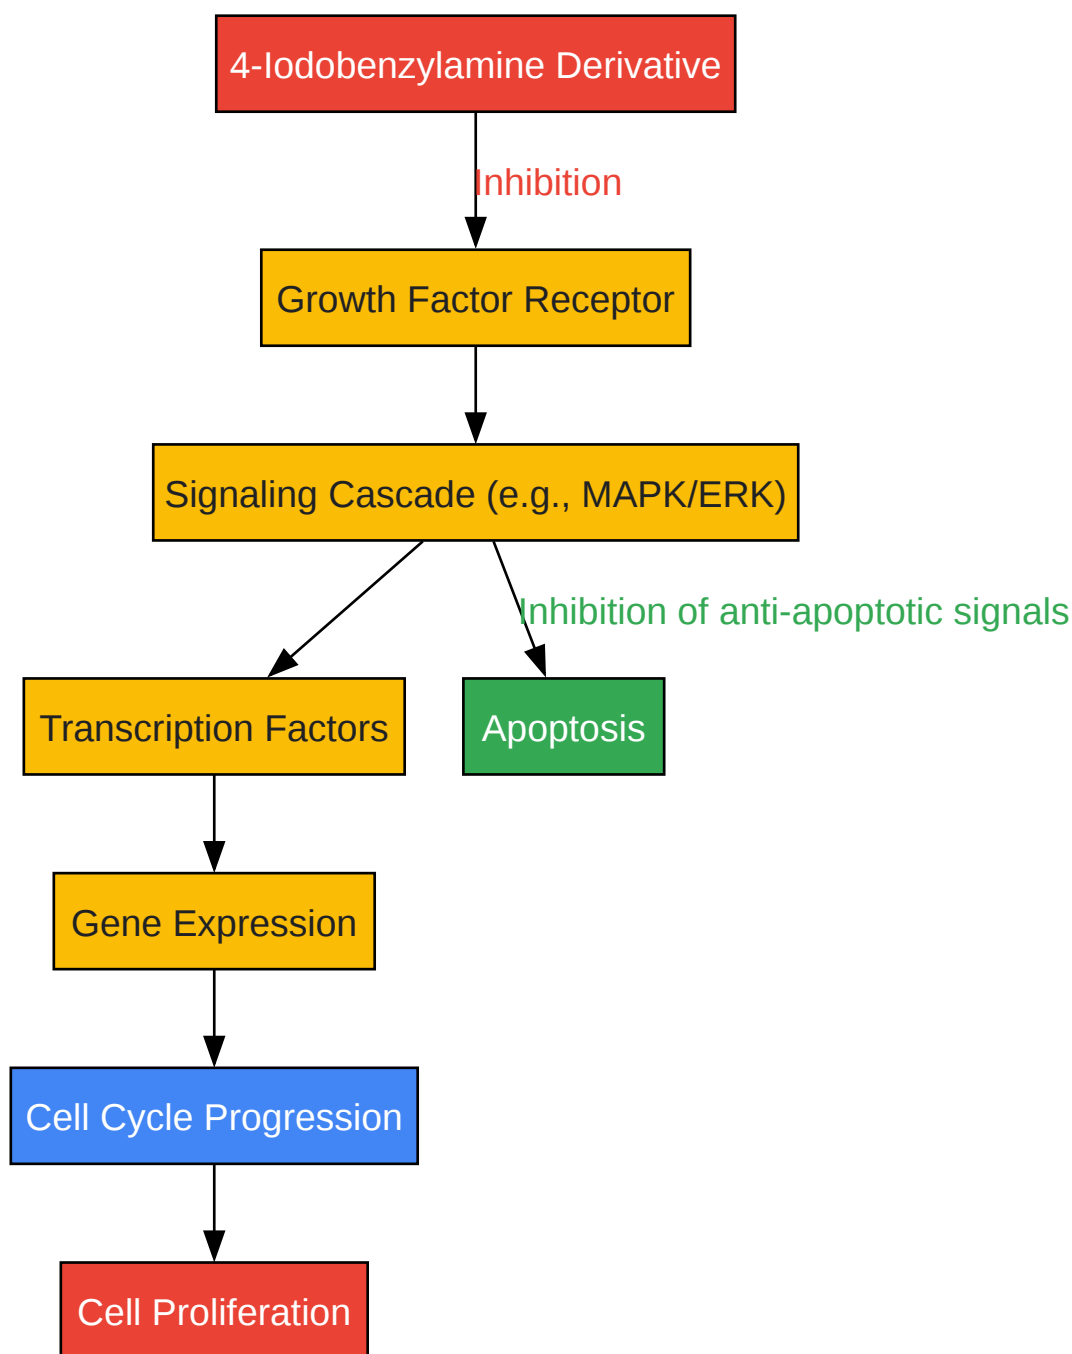 4-Iodobenzylamine Derivative
Inhibition
Growth Factor Receptor
Signaling Cascade (e.g., MAPK/ERK)
Inhibition of anti-apoptotic signals
Transcription Factors
Apoptosis
Gene Expression
Cell Cycle Progression
Cell Proliferation